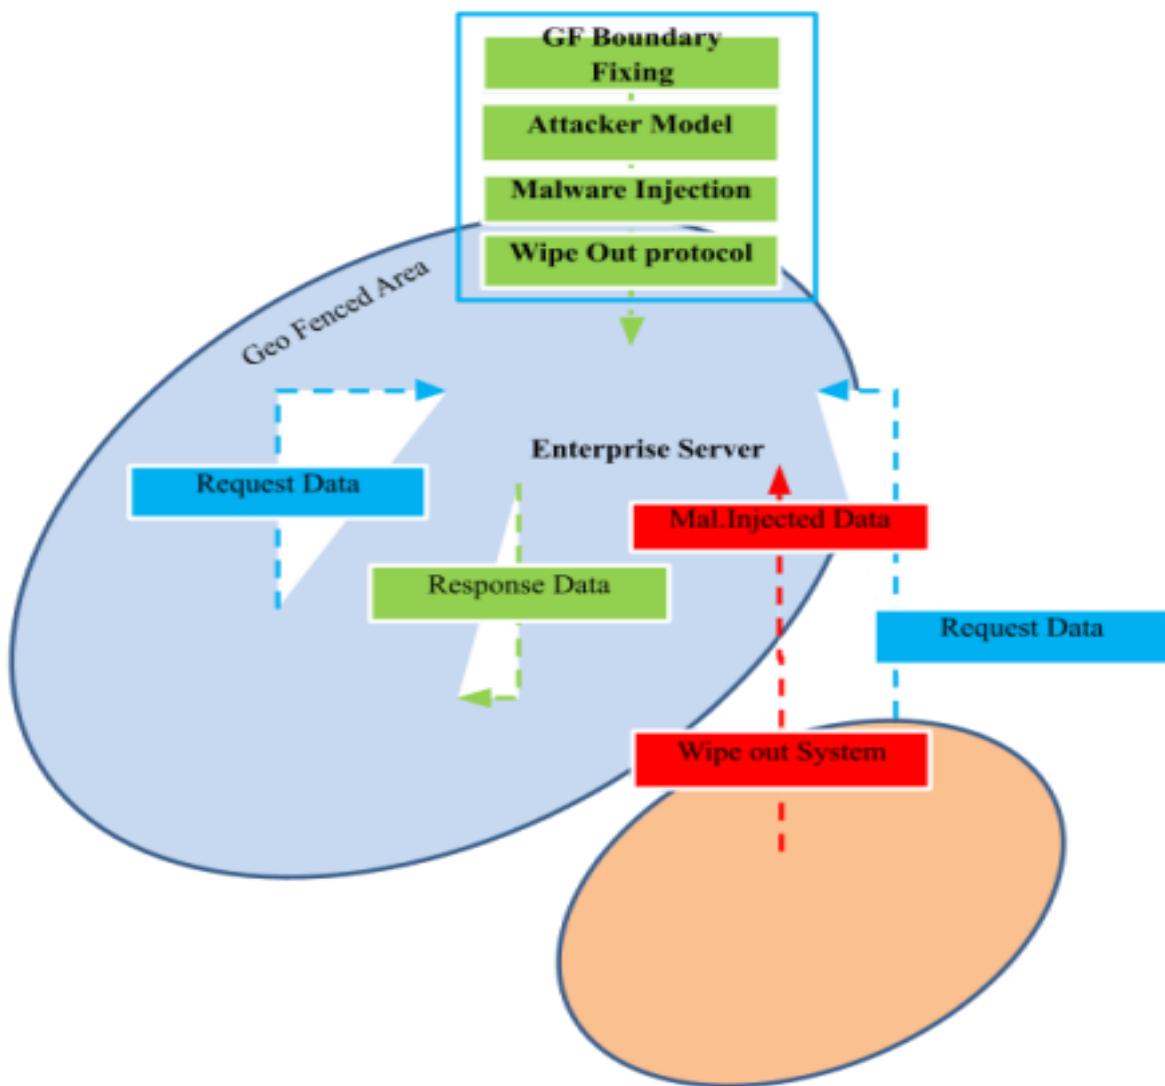 GF Boundary
Fixing
Attacker Model
Malware Injection
Wipe Out protocol
Geo Fenced Area
Enterprise Server
Request Data
Mal.Injected Data
Response Data
Request Data
Wipe out System